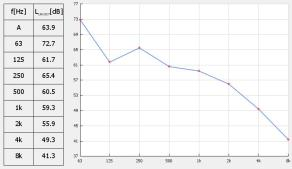 f[Hz] L [dB]
A 63.9
63 72.7
125 61.7
250 65.4
500 60.5
1k 59.3
2k 55.9
4k 49.3
8k 41.3
77
73
69
65
61
57
53
49
45
41
37
63 125 250 500 1k 2k 4k 8k